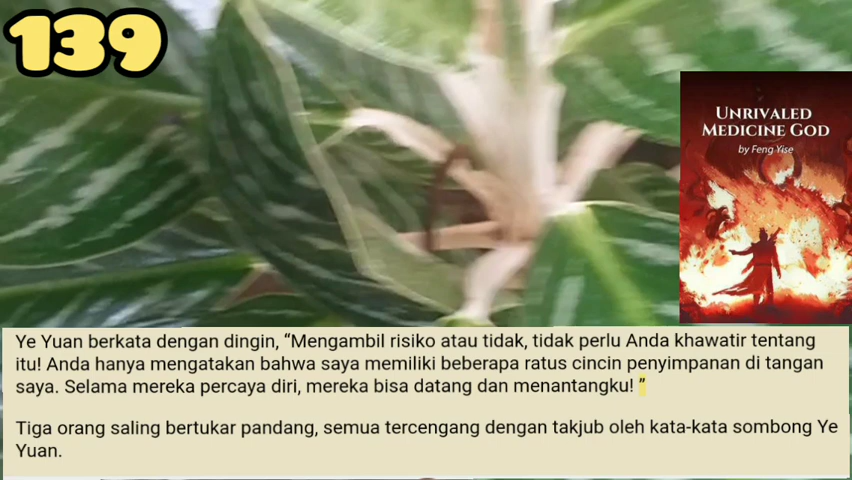 139
UNRIVALED
MEDICINE GOD
by Feng Yise
Ye Yuan berkata dengan dingin, “Mengambil risiko atau tidak, tidak perlu Anda khawatir tentang
itu! Anda hanya mengatakan bahwa saya memiliki beberapa ratus cincin penyimpanan di tangan
saya. Selama mereka percaya diri, mereka bisa datang dan menantangku! ”
Tiga orang saling bertukar pandang, semua tercengang dengan takjub oleh kata-kata sombong Ye
Yuan.